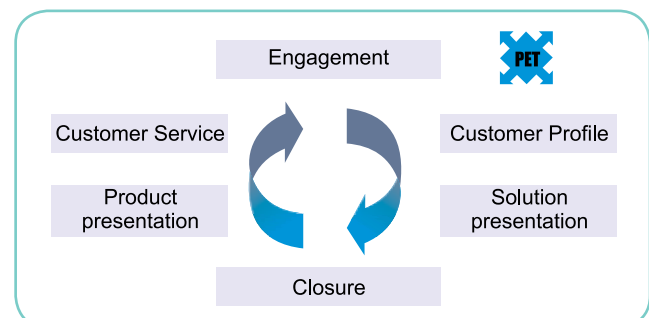 Engagement
PET
Customer Service
Customer Profile
Product
presentation
Solution
presentation
Closure